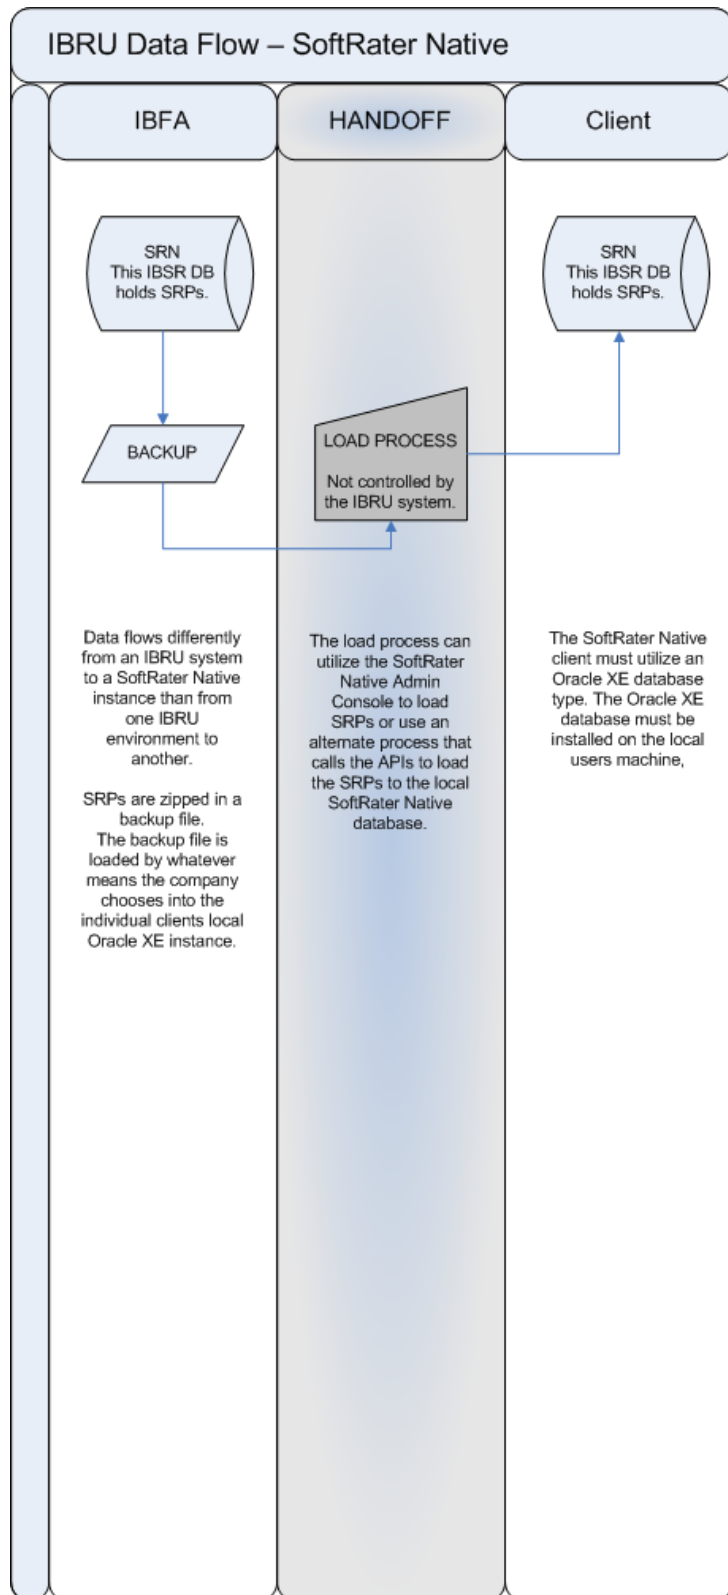 IBRU Data Flow – SoftRater Native
IBFA
HANDOFF
Client
SRN
This IBSR DB
holds SRPs.
SRN
This IBSR DB
holds SRPs.
BACKUP
LOAD PROCESS
Not controlled by
the IBRU system.
Data flows differently
from an IBRU system
to a SoftRater Native
instance than from
one IBRU
environment to
another.
SRPs are zipped in a
backup file.
The backup file is
loaded by whatever
means the company
chooses into the
individual clients local
Oracle XE instance.
The load process can
utilize the SoftRater
Native Admin
Console to load
SRPs or use an
alternate process that
calls the APIs to load
the SRPs to the local
SoftRater Native
database.
The SoftRater Native
client must utilize an
Oracle XE database
type. The Oracle XE
database must be
installed on the local
users machine,